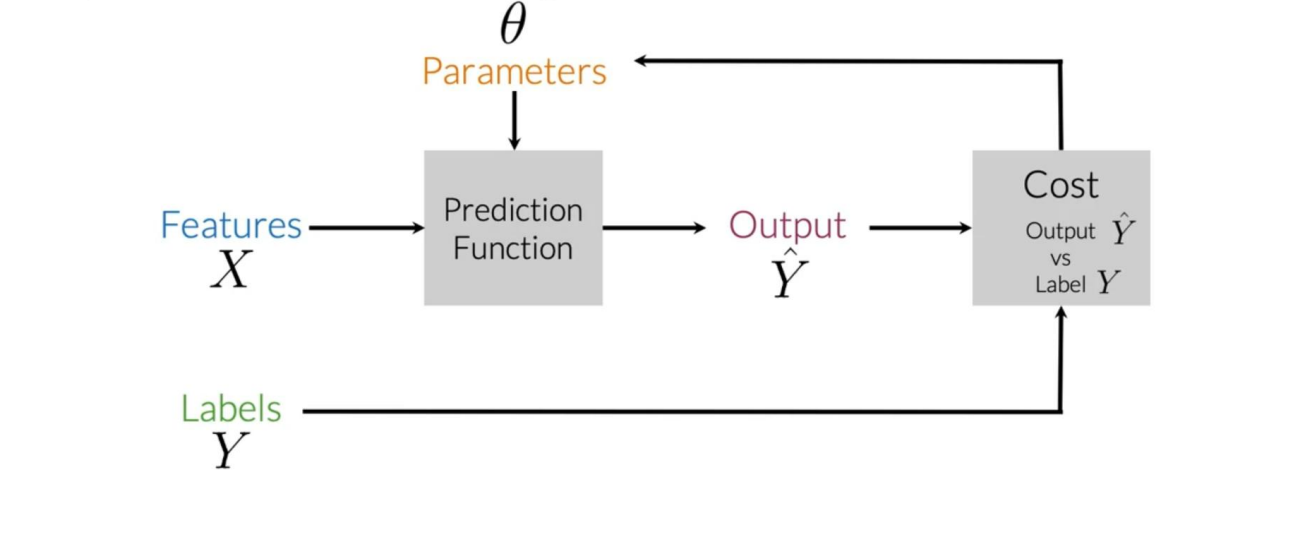 θ
Parameters
Prediction
Function
Features
X
Output
Ŷ
Cost
Output Ŷ
vs
Label Y
Labels
Y